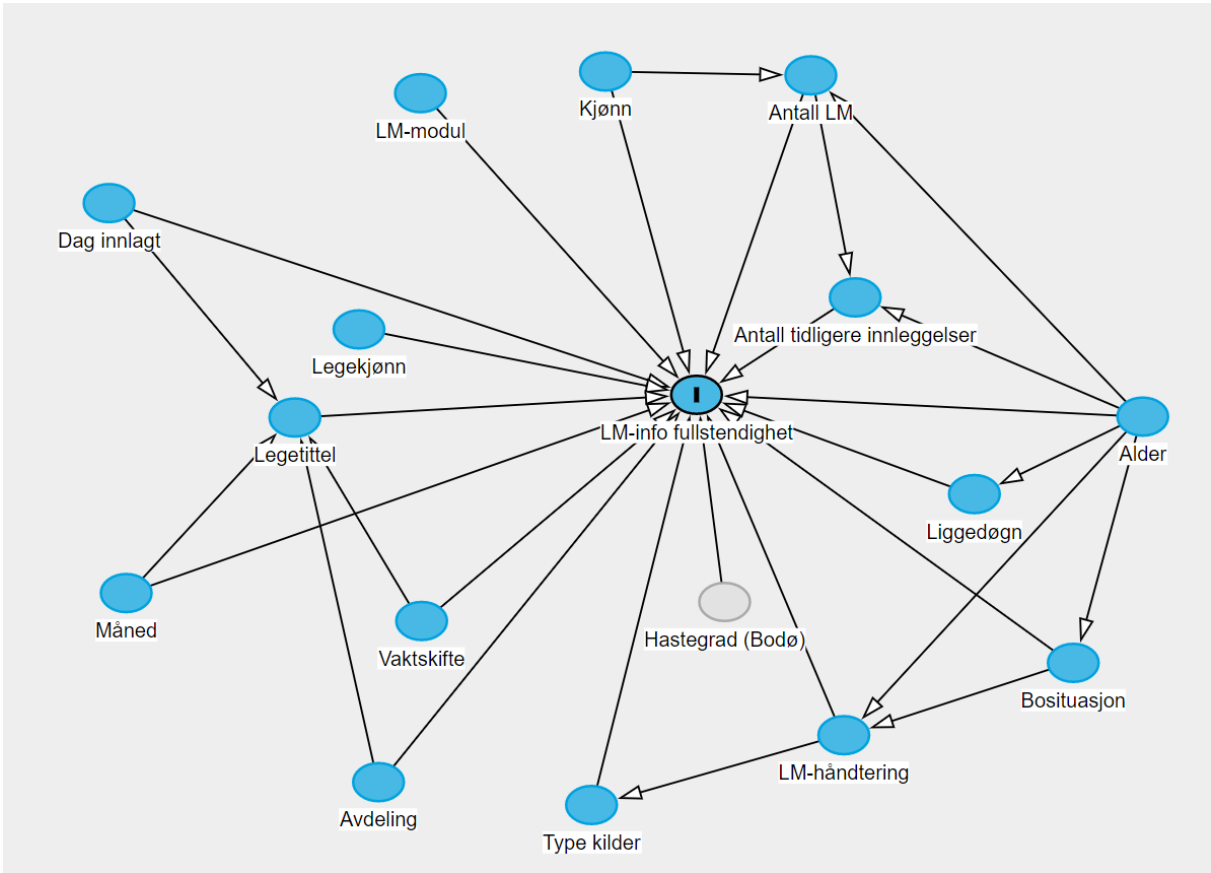 Kjønn
Antall LM
LM-modul
Dag innlagt
Antall tidligere innleggelser
Legekjønn
I
LM-info fullstendighet
Legetittel
Alder
Liggedøgn
Måned
Vaktskifte
Hastegrad (Bodø)
Bosituasjon
LM-håndtering
Avdeling
Type kilder